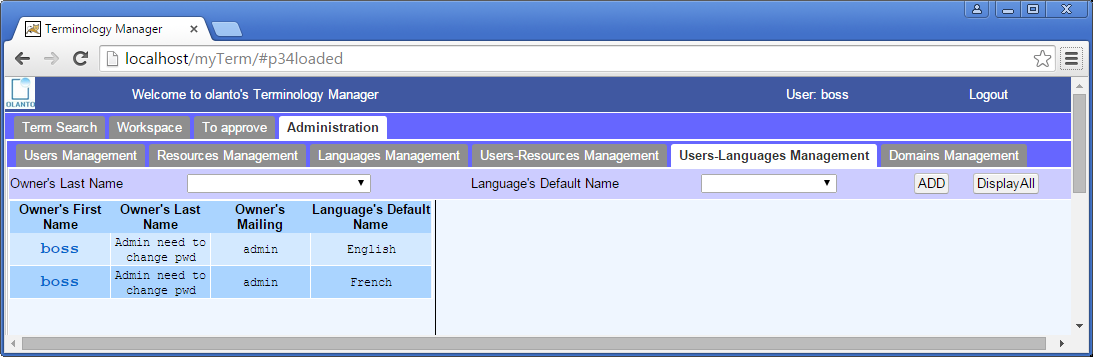 Terminology Manager
localhost/myTerm/#p34loaded
OLANTO
Welcome to olanto's Terminology Manager User: boss Logout
Term Search Workspace To approve Administration
Users Management Resources Management Languages Management Users-Resources Management Users-Languages Management Domains Management
Owner's Last Name Language's Default Name ADD DisplayAll
Owner's First Owner's Last Owner's Language's Default
Name Name Mailing Name
boss Admin need to admin English
change pwd
boss Admin need to admin French
change pwd